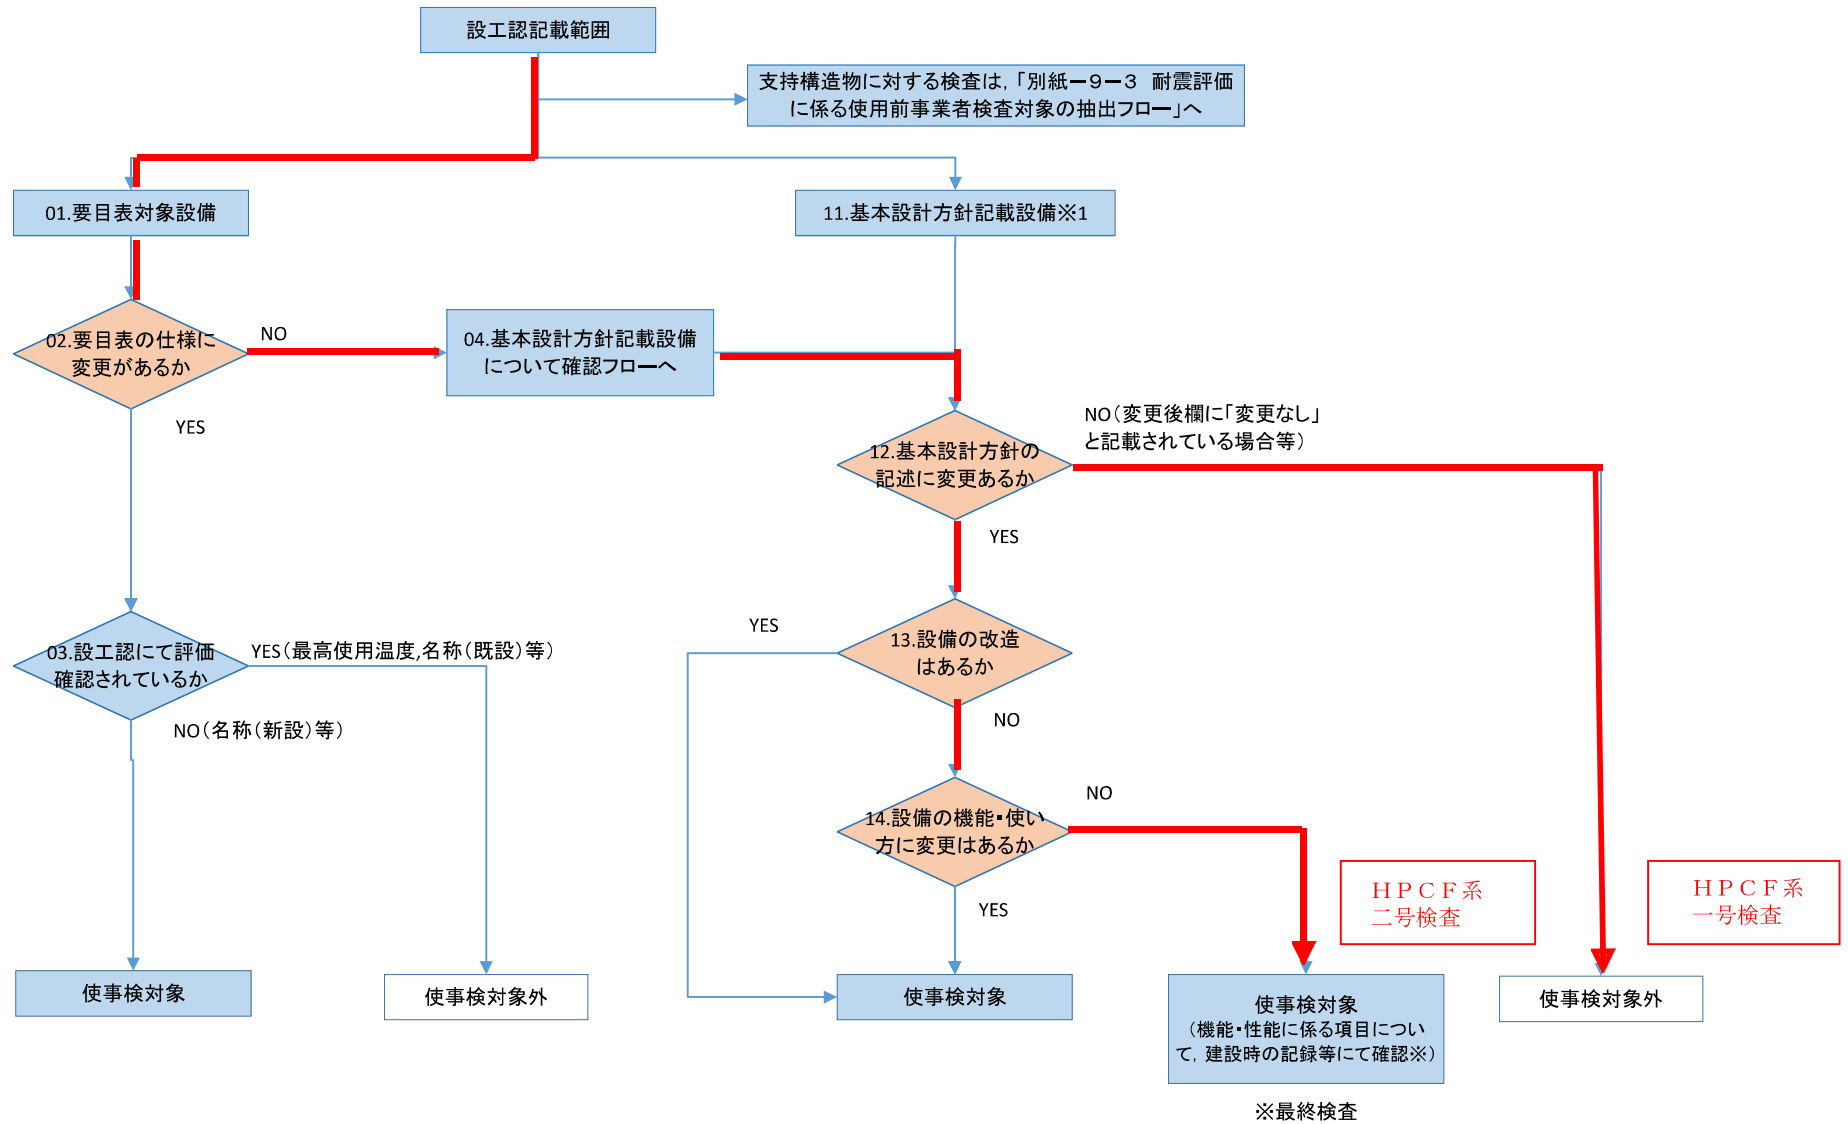 設工認記載範囲
支持構造物に対する検査は，「別紙ー９ー３　耐震評価
に係る使用前事業者検査対象の抽出フロー」へ
01.要目表対象設備
11.基本設計方針記載設備※1
02.要目表の仕様に
変更があるか
NO
04.基本設計方針記載設備
について確認フローへ
YES
12.基本設計方針の
記述に変更あるか
NO（変更後欄に「変更なし」
と記載されている場合等）
YES
03.設工認にて評価
確認されているか
YES（最高使用温度,名称（既設）等）
NO（名称（新設）等）
YES
13.設備の改造
はあるか
NO
14.設備の機能・使い
方に変更はあるか
NO
YES
ＨＰＣＦ系
二号検査
ＨＰＣＦ系
一号検査
使事検対象
使事検対象外
使事検対象
使事検対象
（機能・性能に係る項目につい
て，建設時の記録等にて確認※）
使事検対象外
※最終検査